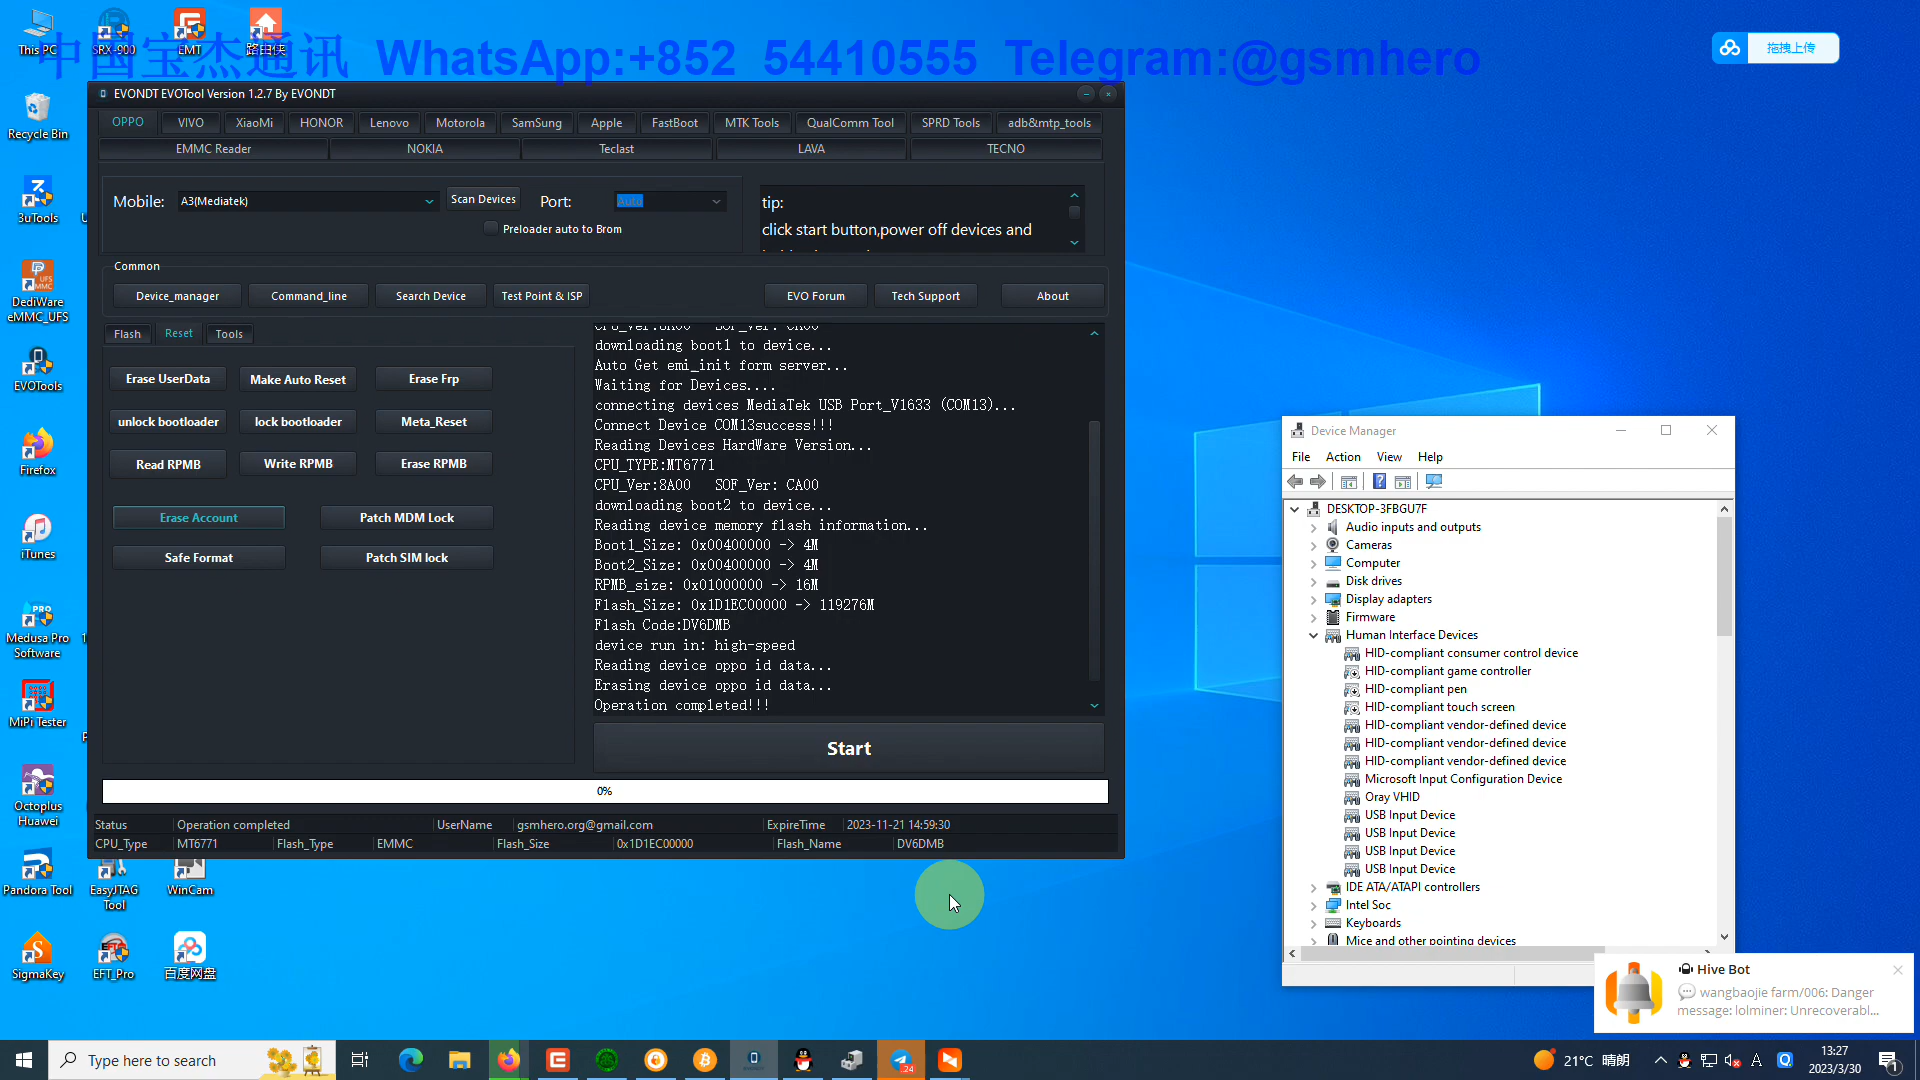 This PC
SRX-900
EMT
路由侠
中国宝杰通讯 WhatsApp:+852 54410555 Telegram:@gsmhero
拖拽上传
Recycle Bin
3uTools
DediWare
eMMC_UFS
EVOTools
Firefox
iTunes
Medusa Pro
Software
MiPi Tester
Octoplus
Huawei
Pandora Tool
EasyJTAG
Tool
WinCam
SigmaKey
EFT_Pro
百度网盘
EVONDT EVOTool Version 1.2.7 By EVONDT
OPPO VIVO XiaoMi HONOR Lenovo Motorola SamSung Apple FastBoot MTK Tools QualComm Tool SPRD Tools adb&mtp_tools
EMMC Reader NOKIA Teclast LAVA TECNO
Mobile: A3(Mediatek) Scan Devices Port: Auto
Preloader auto to Brom
tip:
click start button,power off devices and
Common
Device_manager Command_line Search Device Test Point & ISP EVO Forum Tech Support About
Flash Reset Tools
Erase UserData Make Auto Reset Erase Frp
unlock bootloader lock bootloader Meta_Reset
Read RPMB Write RPMB Erase RPMB
Erase Account Patch MDM Lock
Safe Format Patch SIM lock
CPU_Ver:8A00 SOF_Ver: CA00
downloading boot1 to device...
Auto Get emi_init form server...
Waiting for Devices....
connecting devices MediaTek USB Port_V1633 (COM13)...
Connect Device COM13success!!!
Reading Devices HardWare Version...
CPU_TYPE:MT6771
CPU_Ver:8A00 SOF_Ver: CA00
downloading boot2 to device...
Reading device memory flash information...
Boot1_Size: 0x00400000 -> 4M
Boot2_Size: 0x00400000 -> 4M
RPMB_size: 0x01000000 -> 16M
Flash_Size: 0x1D1EC00000 -> 119276M
Flash Code:DV6DMB
device run in: high-speed
Reading device oppo id data...
Erasing device oppo id data...
Operation completed!!!
Start
0%
Status Operation completed UserName gsmhero.org@gmail.com ExpireTime 2023-11-21 14:59:30
CPU_Type MT6771 Flash_Type EMMC Flash_Size 0x1D1EC00000 Flash_Name DV6DMB
Device Manager
File Action View Help
DESKTOP-3FBGU7F
Audio inputs and outputs
Cameras
Computer
Disk drives
Display adapters
Firmware
Human Interface Devices
HID-compliant consumer control device
HID-compliant game controller
HID-compliant pen
HID-compliant touch screen
HID-compliant vendor-defined device
HID-compliant vendor-defined device
HID-compliant vendor-defined device
Microsoft Input Configuration Device
Oray VHID
USB Input Device
USB Input Device
USB Input Device
USB Input Device
IDE ATA/ATAPI controllers
Intel Soc
Keyboards
Mice and other pointing devices
Hive Bot
wangbaojie farm/006: Danger
message: lolminer: Unrecoverabl...
Type here to search
24
21°C 晴朗
A
13:27
2023/3/30
1